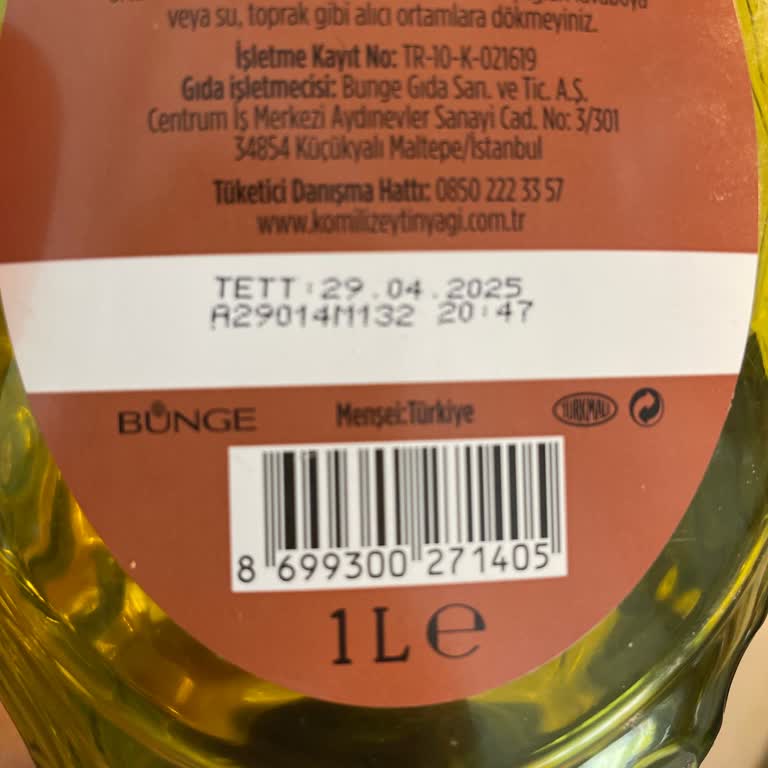 veya su, toprak gibi alıcı ortamlara dökmeyiniz.
İşletme Kayıt No: TR-10-K-021619
Gıda işletmecisi: Bunge Gıda San. ve Tic. A.Ş.
Centrum İş Merkezi Aydınevler Sanayi Cad. No: 3/301
34854 Küçükyalı Maltepe/İstanbul
Tüketici Danışma Hattı: 0850 222 33 57
www.komilizeytinyagi.com.tr
TETT:29.04.2025
A29014M132 20:47
BUNGE Menşei:Türkiye TÜRKMALI
8 699300 271405
1 L e